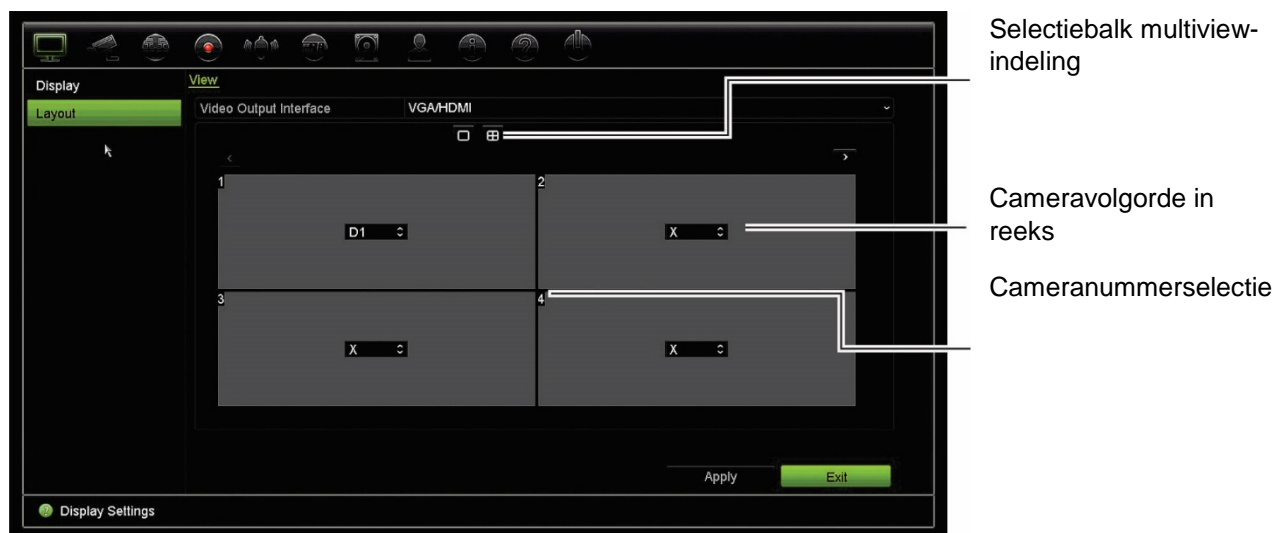 Selectiebalk multiview-
indeling
Display
View
Layout
Video Output Interface VGA/HDMI
1
2
D1
X
Cameravolgorde in
reeks
3
4
Cameranummerselectie
X
X
Apply
Exit
Display Settings